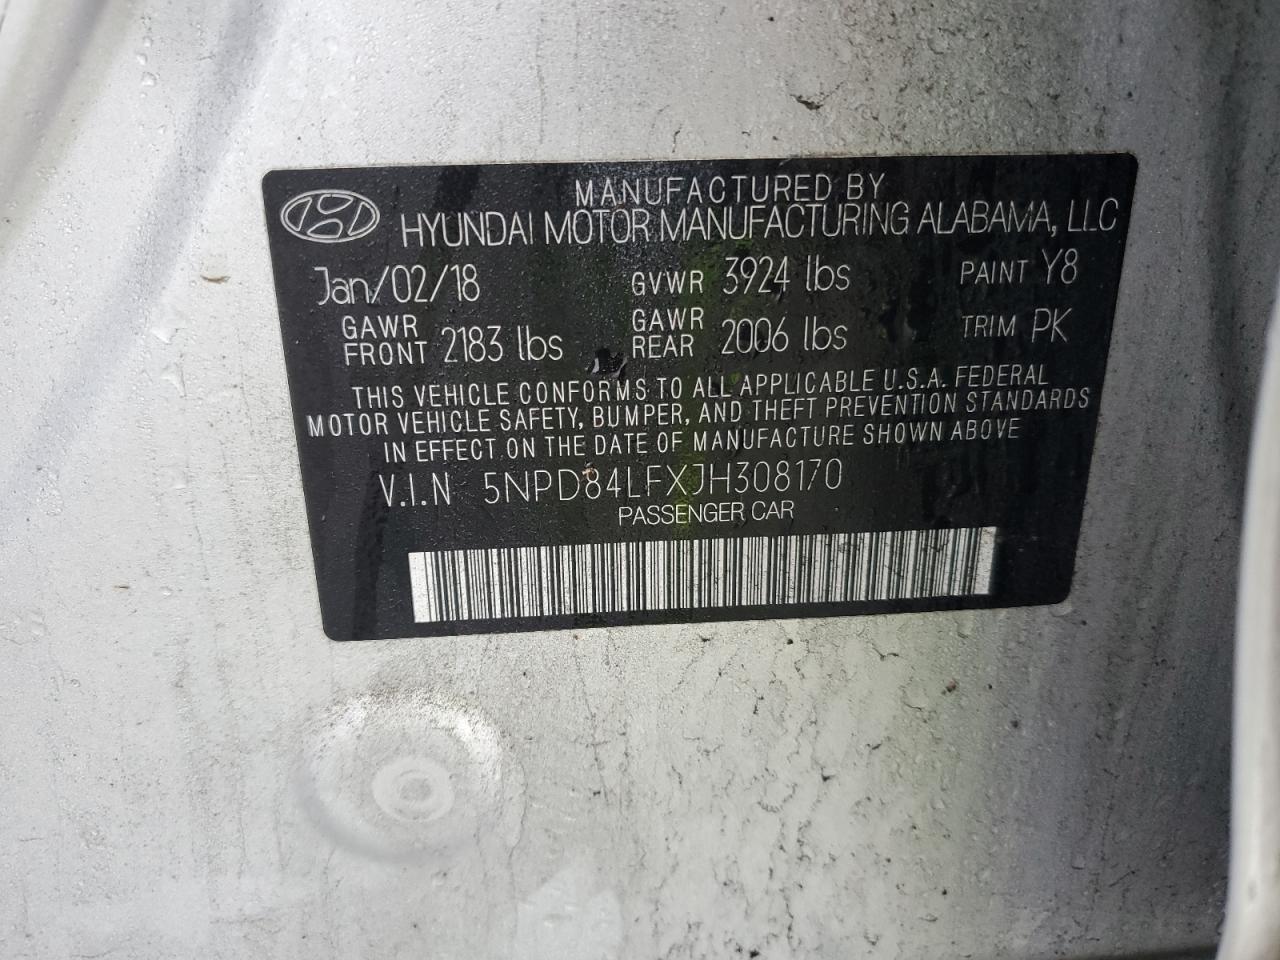 MANUFACTURED BY
HYUNDAI MOTOR MANUFACTURING ALABAMA, LLC
Jan/02/18 GVWR 3924 lbs PAINT Y8
GAWR FRONT 2183 lbs GAWR REAR 2006 lbs TRIM PK
THIS VEHICLE CONFORMS TO ALL APPLICABLE U.S.A. FEDERAL
MOTOR VEHICLE SAFETY, BUMPER, AND THEFT PREVENTION STANDARDS
IN EFFECT ON THE DATE OF MANUFACTURE SHOWN ABOVE
V.I.N 5NPD84LFXJH308170
PASSENGER CAR